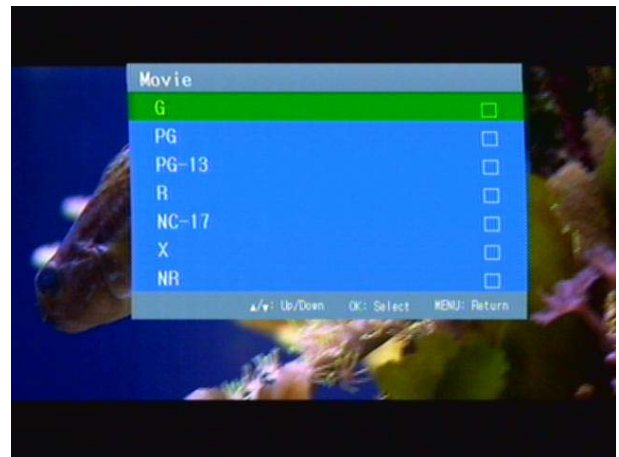 Movie
G
PG
PG-13
R
NC-17
X
NR
▲/▼: Up/Down OK: Select MENU: Return